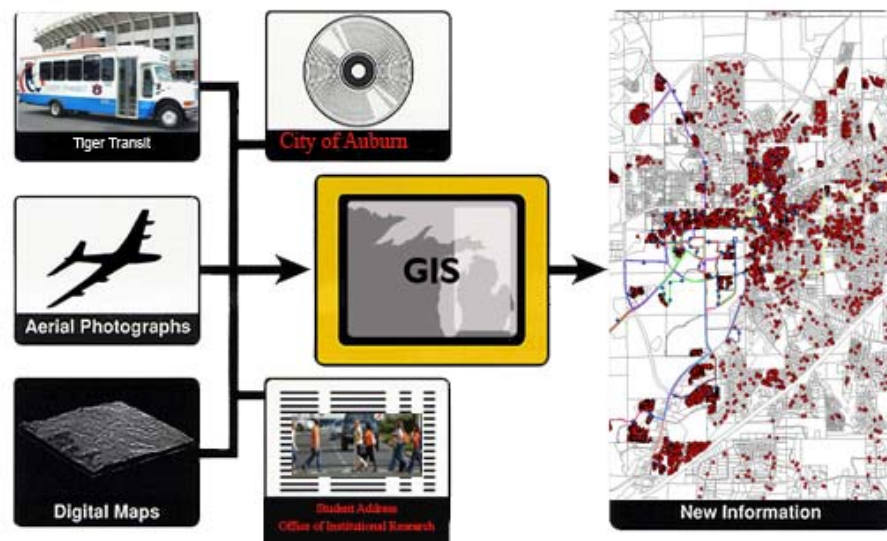 Tiger Transit
City of Auburn
Aerial Photographs
GIS
Digital Maps
Student Address
Office of Institutional Research
New Information